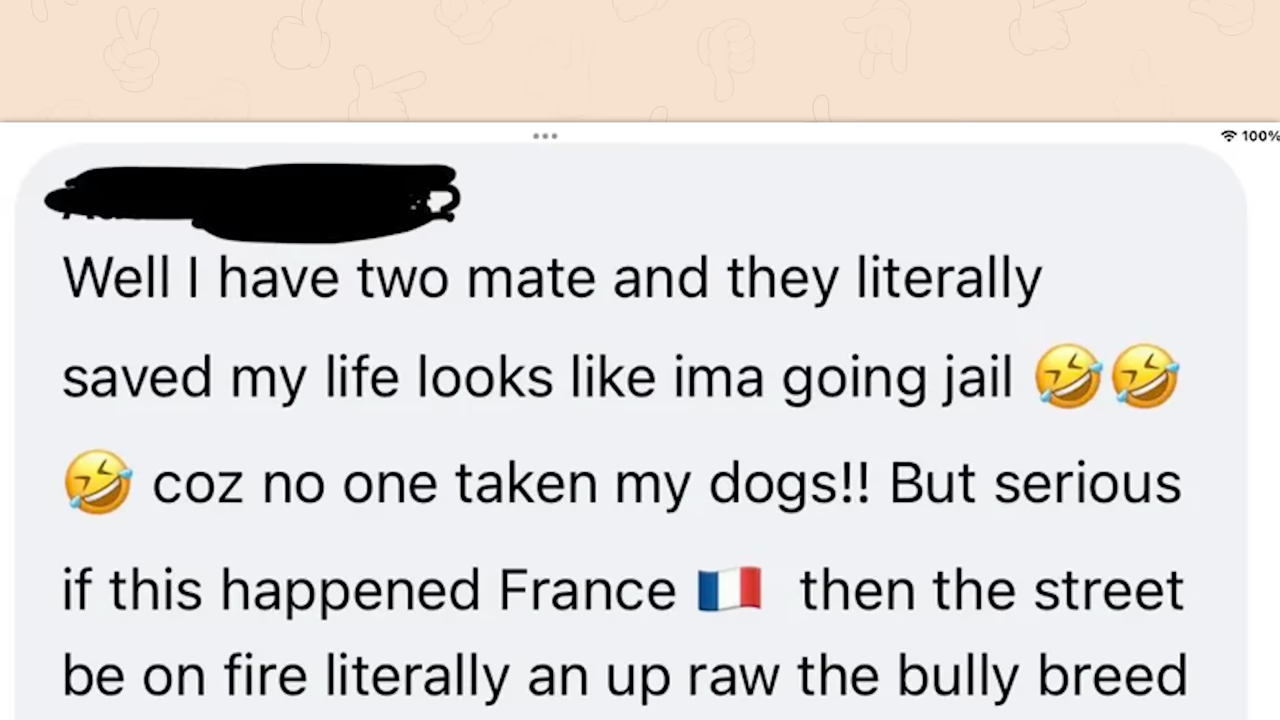 100%
Well I have two mate and they literally
saved my life looks like ima going jail 🤣🤣
🤣 coz no one taken my dogs!! But serious
if this happened France 🇫🇷 then the street
be on fire literally an up raw the bully breed